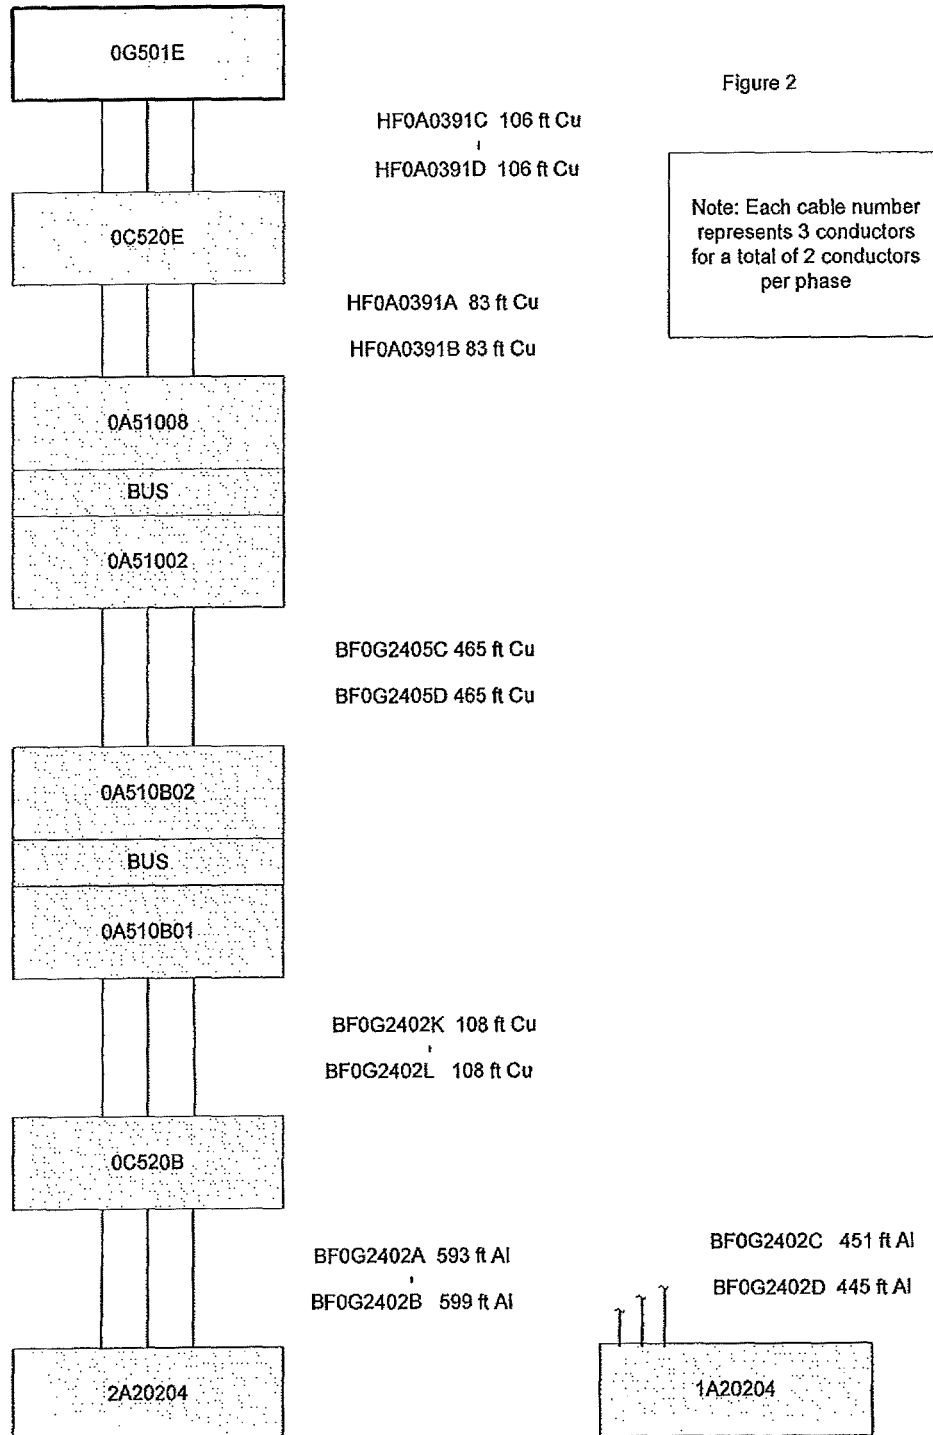 0G501E
Figure 2
HF0A0391C 106 ft Cu
HF0A0391D 106 ft Cu
Note: Each cable number
represents 3 conductors
for a total of 2 conductors
per phase
0C520E
HF0A0391A 83 ft Cu
HF0A0391B 83 ft Cu
0A51008
BUS
0A51002
BF0G2405C 465 ft Cu
BF0G2405D 465 ft Cu
0A510B02
BUS
0A510B01
BF0G2402K 108 ft Cu
BF0G2402L 108 ft Cu
0C520B
BF0G2402A 593 ft Al
BF0G2402B 599 ft Al
BF0G2402C 451 ft Al
BF0G2402D 445 ft Al
2A20204
1A20204